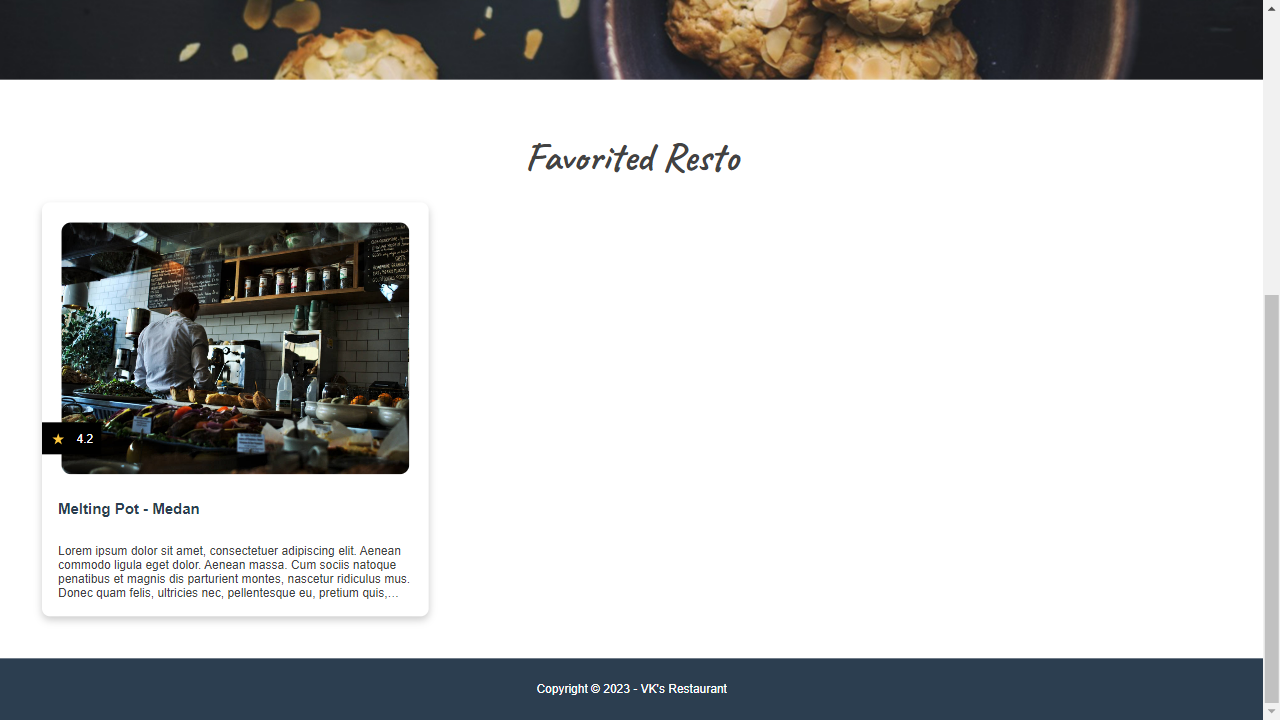 Favorited Resto
★ 4.2
Melting Pot - Medan
Lorem ipsum dolor sit amet, consectetuer adipiscing elit. Aenean
commodo ligula eget dolor. Aenean massa. Cum sociis natoque
penatibus et magnis dis parturient montes, nascetur ridiculus mus.
Donec quam felis, ultricies nec, pellentesque eu, pretium quis,...
Copyright © 2023 - VK's Restaurant